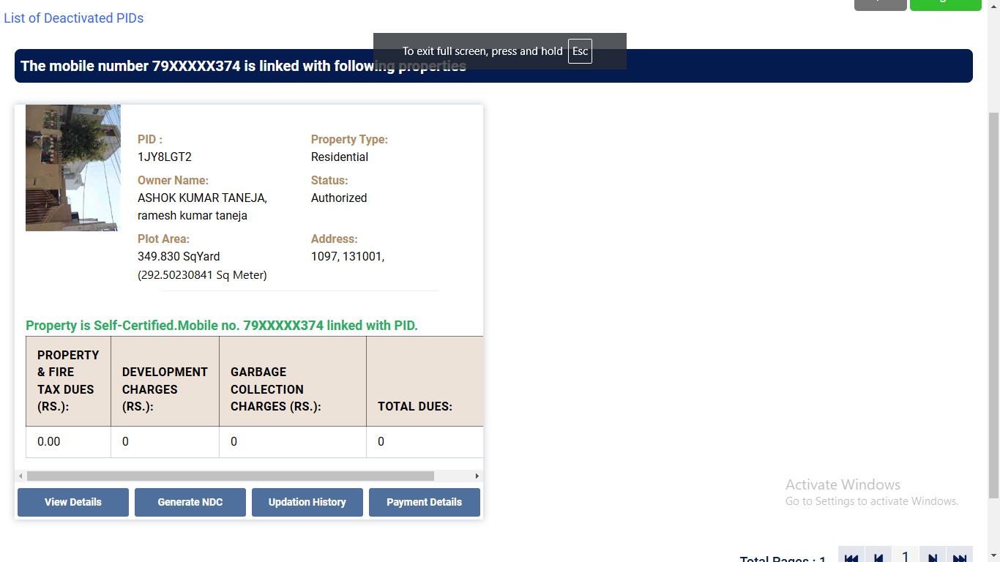 List of Deactivated PIDs
To exit full screen, press and hold Esc
The mobile number 79XXXXX374 is linked with following properties
PID :
1JY8LGT2
Property Type:
Residential
Owner Name:
ASHOK KUMAR TANEJA,
ramesh kumar taneja
Status:
Authorized
Plot Area:
349.830 SqYard
(292.50230841 Sq Meter)
Address:
1097, 131001,
Property is Self-Certified.Mobile no. 79XXXXX374 linked with PID.
PROPERTY
& FIRE
TAX DUES
(RS.):
DEVELOPMENT
CHARGES
(RS.):
GARBAGE
COLLECTION
CHARGES (RS.):
TOTAL DUES:
0.00 0 0 0
View Details Generate NDC Updation History Payment Details
Activate Windows
Go to Settings to activate Windows.
Total Pages : 1 1